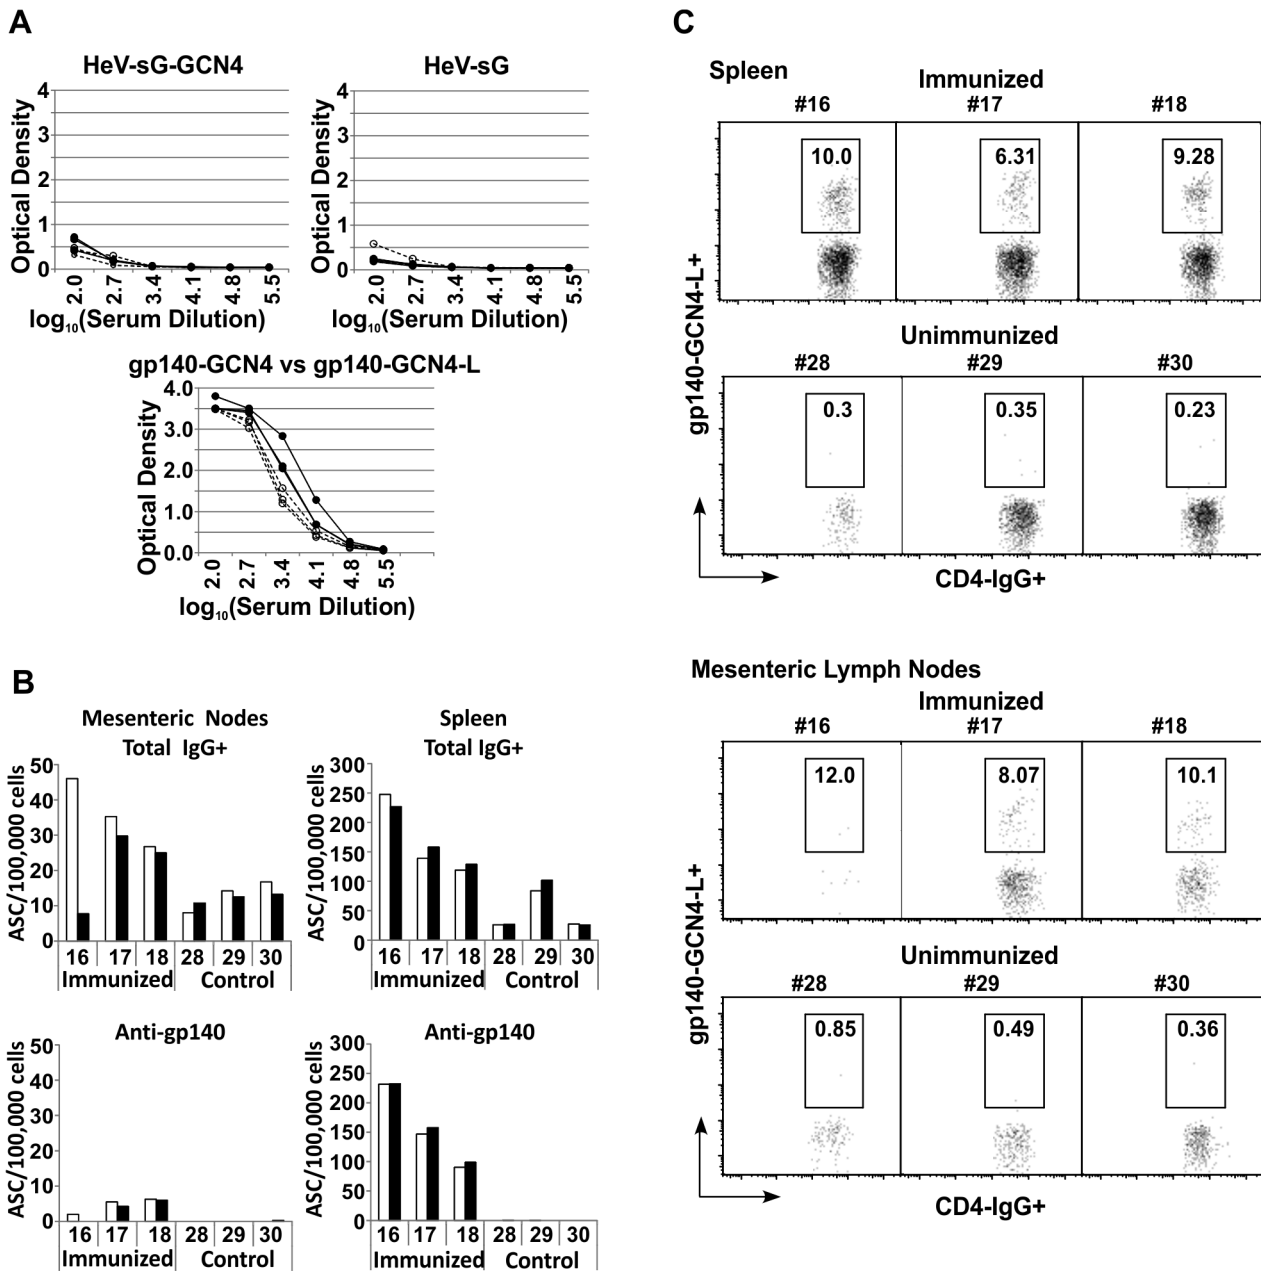 A
HeV-sG-GCN4
Optical Density
4
3
2
1
0
2.0 2.7 3.4 4.1 4.8 5.5
log10(Serum Dilution)
HeV-sG
Optical Density
4
3
2
1
0
2.0 2.7 3.4 4.1 4.8 5.5
log10(Serum Dilution)
gp140-GCN4 vs gp140-GCN4-L
Optical Density
4.0
3.0
2.0
1.0
0.0
2.0 2.7 3.4 4.1 4.8 5.5
log10(Serum Dilution)
B
Mesenteric Nodes
Total IgG+
ASC/100,000 cells
50
40
30
20
10
0
16 17 18 28 29 30
Immunized Control
Spleen
Total IgG+
ASC/100,000 cells
300
250
200
150
100
50
0
16 17 18 28 29 30
Immunized Control
Anti-gp140
ASC/100,000 cells
50
40
30
20
10
0
16 17 18 28 29 30
Immunized Control
Anti-gp140
ASC/100,000 cells
300
250
200
150
100
50
0
16 17 18 28 29 30
Immunized Control
C
Spleen
Immunized
#16 #17 #18
10.0 6.31 9.28
Unimmunized
#28 #29 #30
0.3 0.35 0.23
gp140-GCN4-L+
CD4-IgG+
Mesenteric Lymph Nodes
Immunized
#16 #17 #18
12.0 8.07 10.1
Unimmunized
#28 #29 #30
0.85 0.49 0.36
gp140-GCN4-L+
CD4-IgG+